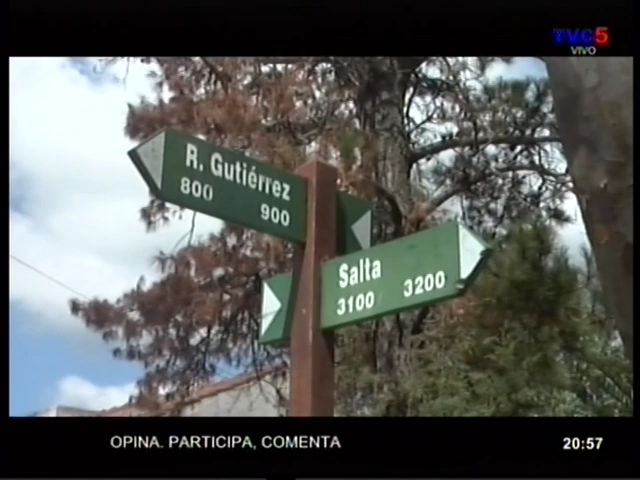 TVC5
VIVO
R. Gutiérrez
800 900
Salta
3100 3200
OPINA. PARTICIPA, COMENTA
20:57